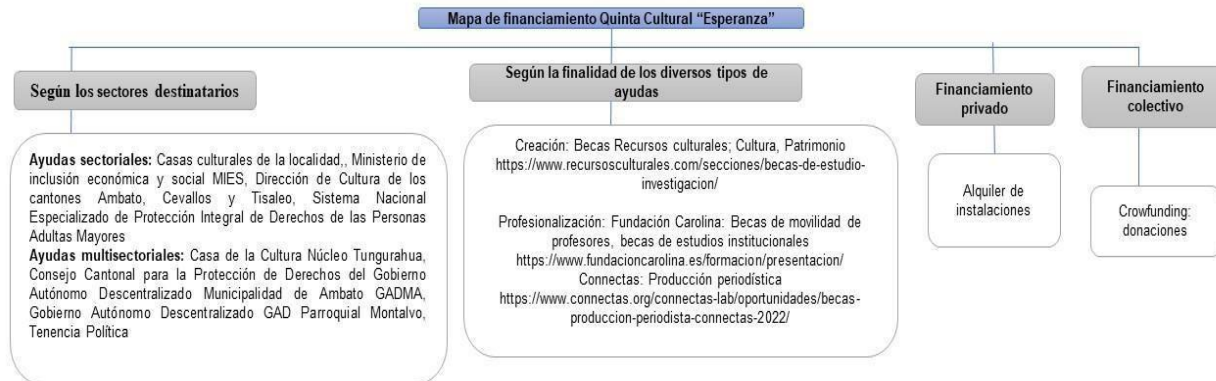 Mapa de financiamiento Quinta Cultural “Esperanza”
Según los sectores destinatarios
Ayudas sectoriales: Casas culturales de la localidad,, Ministerio de
inclusión económica y social MIES, Dirección de Cultura de los
cantones Ambato, Cevallos y Tisaleo, Sistema Nacional
Especializado de Protección Integral de Derechos de las Personas
Adultas Mayores
Ayudas multisectoriales: Casa de la Cultura Núcleo Tungurahua,
Consejo Cantonal para la Protección de Derechos del Gobierno
Autónomo Descentralizado Municipalidad de Ambato GADMA,
Gobierno Autónomo Descentralizado GAD Parroquial Montalvo,
Tenencia Política
Según la finalidad de los diversos tipos de
ayudas
Creación: Becas Recursos culturales; Cultura, Patrimonio
https://www.recursosculturales.com/secciones/becas-de-estudio-
investigacion/
Profesionalización: Fundación Carolina: Becas de movilidad de
profesores, becas de estudios institucionales
https://www.fundacioncarolina.es/formacion/presentacion/
Connectas: Producción periodística
https://www.connectas.org/connectas-lab/oportunidades/becas-
produccion-periodista-connectas-2022/
Financiamiento
privado
Alquiler de
instalaciones
Financiamiento
colectivo
Crowfunding:
donaciones